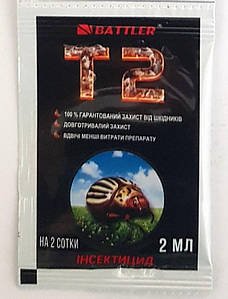 BATTLER
T2
100 % ГАРАНТОВАНИЙ ЗАХИСТ ВІД ШКІДНИКІВ
ДОВГОТРИВАЛИЙ ЗАХИСТ
ВДВІЧІ МЕНШІ ВИТРАТИ ПРЕПАРАТУ
НА 2 СОТКИ
2 МЛ
ІНСЕКТИЦИД